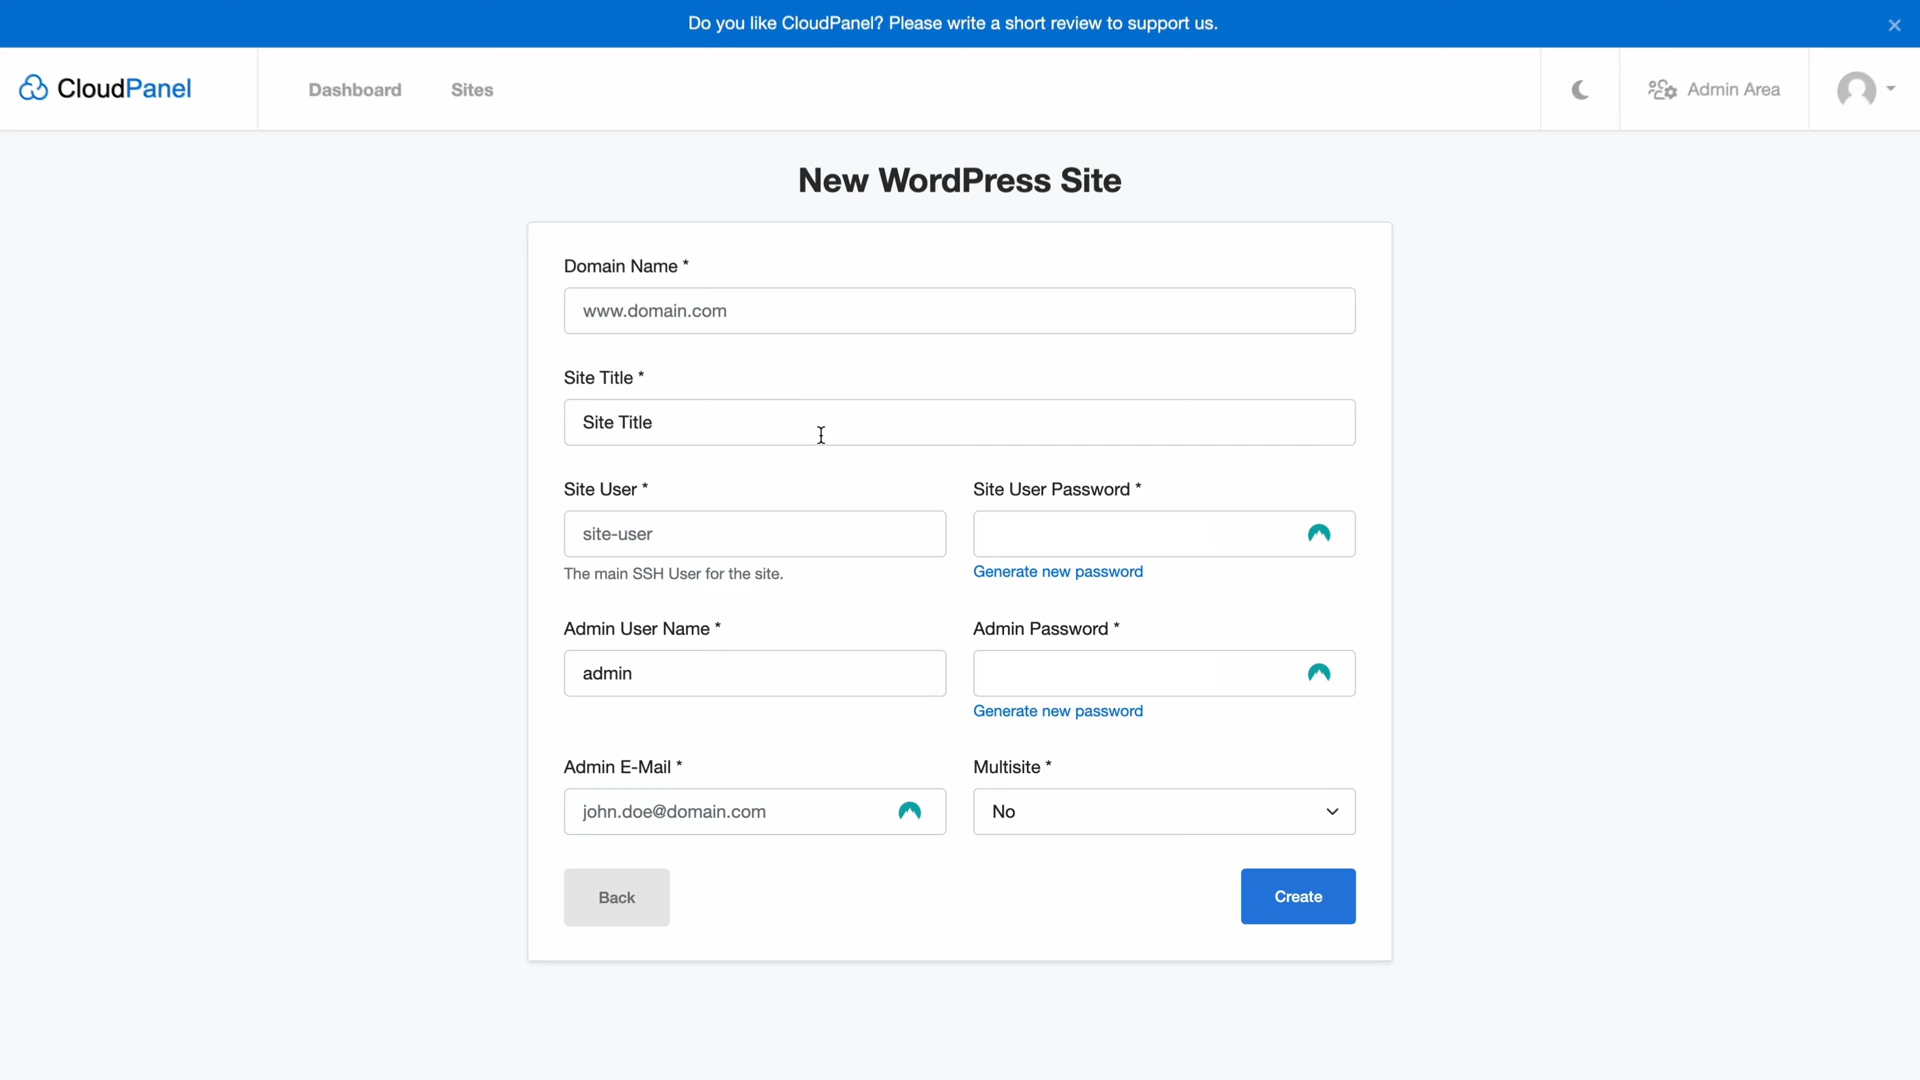 Do you like CloudPanel? Please write a short review to support us.
CloudPanel
Dashboard
Sites
Admin Area
New WordPress Site
Domain Name *
www.domain.com
Site Title *
Site Title
Site User *
Site User Password *
site-user
The main SSH User for the site.
Generate new password
Admin User Name *
Admin Password *
admin
Generate new password
Admin E-Mail *
Multisite *
john.doe@domain.com
No
Back
Create